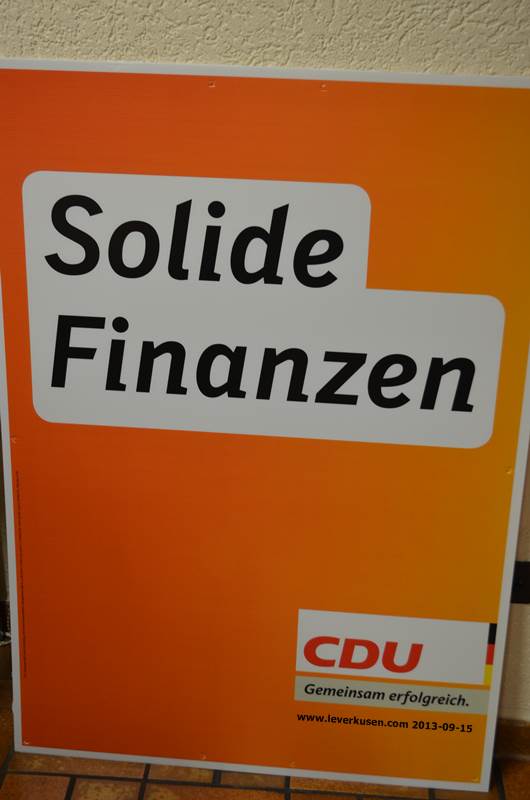 Solide
Finanzen
CDU
Gemeinsam erfolgreich.
www.leverkusen.com 2013-09-15